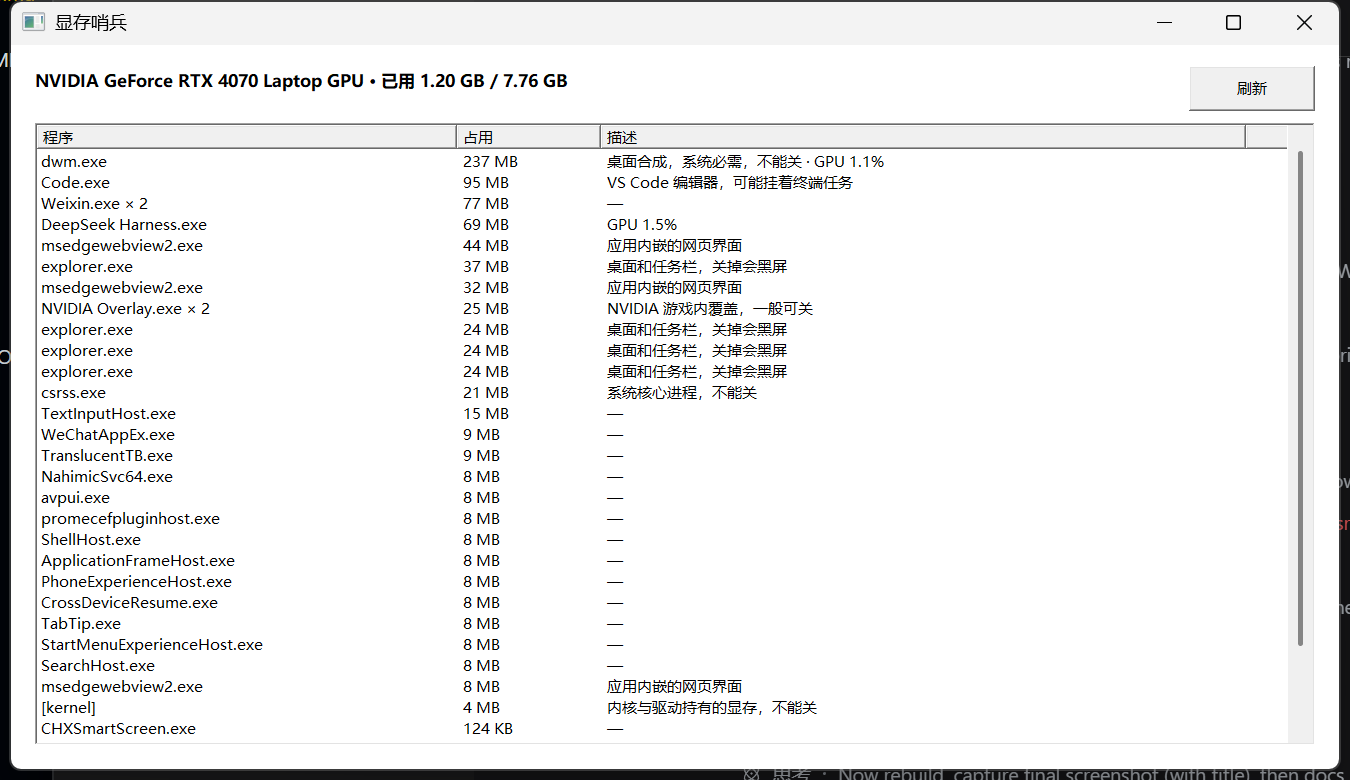 显存哨兵
NVIDIA GeForce RTX 4070 Laptop GPU • 已用 1.20 GB / 7.76 GB
刷新
程序 占用 描述
dwm.exe 237 MB 桌面合成，系统必需，不能关 · GPU 1.1%
Code.exe 95 MB VS Code 编辑器，可能挂着终端任务
Weixin.exe × 2 77 MB —
DeepSeek Harness.exe 69 MB GPU 1.5%
msedgewebview2.exe 44 MB 应用内嵌的网页界面
explorer.exe 37 MB 桌面和任务栏，关掉会黑屏
msedgewebview2.exe 32 MB 应用内嵌的网页界面
NVIDIA Overlay.exe × 2 25 MB NVIDIA 游戏内覆盖，一般可关
explorer.exe 24 MB 桌面和任务栏，关掉会黑屏
explorer.exe 24 MB 桌面和任务栏，关掉会黑屏
explorer.exe 24 MB 桌面和任务栏，关掉会黑屏
csrss.exe 21 MB 系统核心进程，不能关
TextInputHost.exe 15 MB —
WeChatAppEx.exe 9 MB —
TranslucentTB.exe 9 MB —
NahimicSvc64.exe 8 MB —
avpui.exe 8 MB —
promecefpluginhost.exe 8 MB —
ShellHost.exe 8 MB —
ApplicationFrameHost.exe 8 MB —
PhoneExperienceHost.exe 8 MB —
CrossDeviceResume.exe 8 MB —
TabTip.exe 8 MB —
StartMenuExperienceHost.exe 8 MB —
SearchHost.exe 8 MB —
msedgewebview2.exe 8 MB 应用内嵌的网页界面
[kernel] 4 MB 内核与驱动持有的显存，不能关
CHXSmartScreen.exe 124 KB —
思考 : Now rebuild, capture final screenshot (with title), then docs